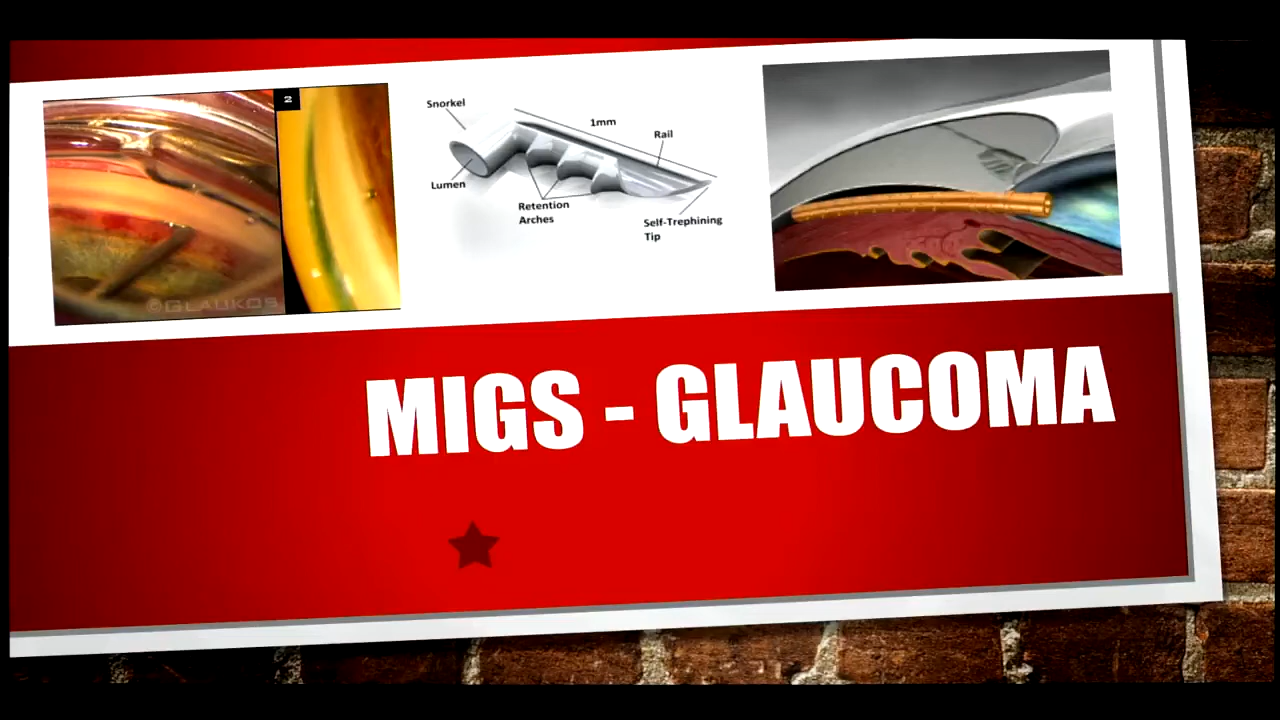 2
©GLAUKOS
Snorkel
1mm
Rail
Lumen
Retention
Arches
Self-Trephining
Tip
MIGS - GLAUCOMA